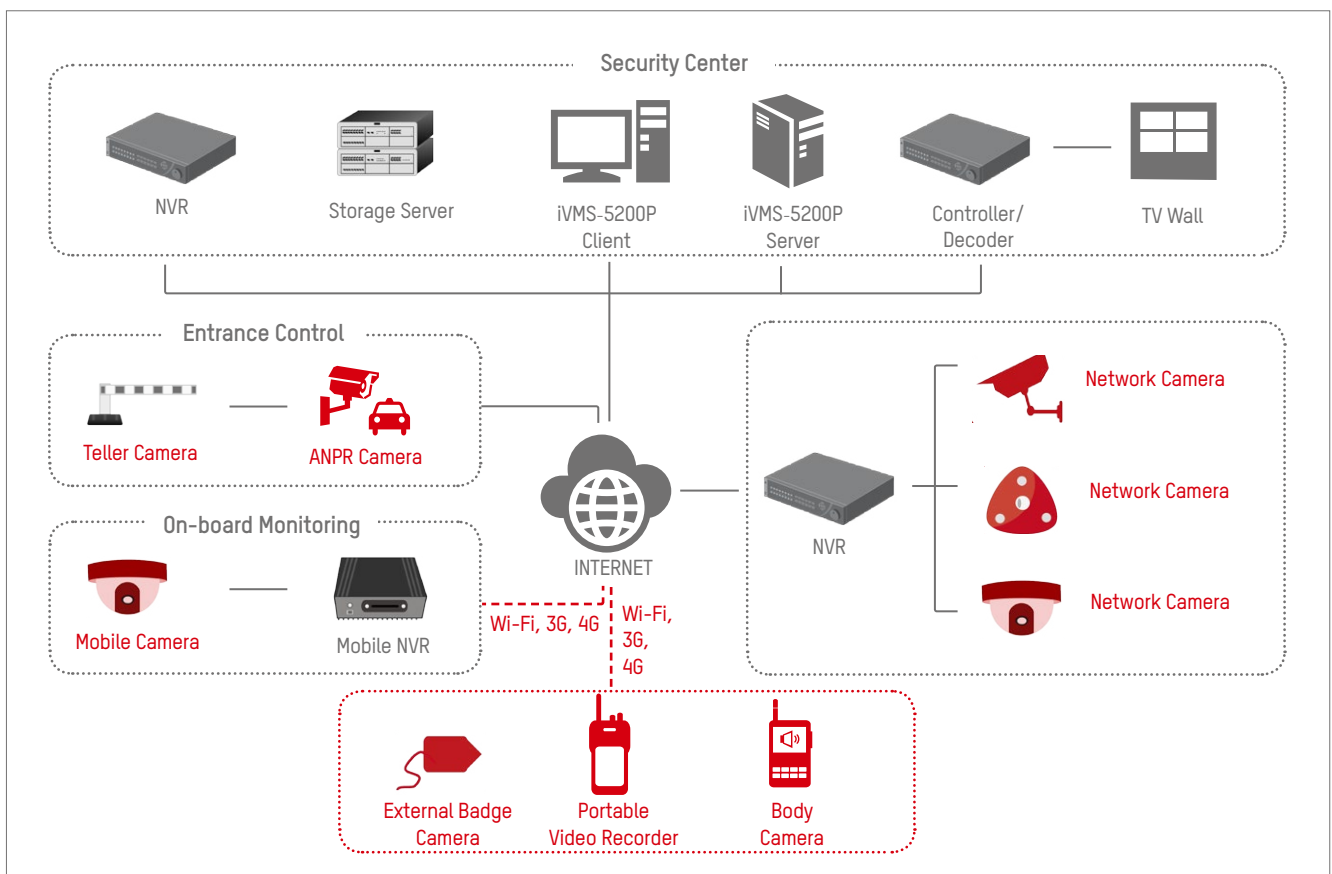 Security Center
NVR
Storage Server
iVMS-5200P
Client
iVMS-5200P
Server
Controller/
Decoder
TV Wall
Entrance Control
Teller Camera
ANPR Camera
On-board Monitoring
Mobile Camera
Mobile NVR
INTERNET
Wi-Fi, 3G, 4G
Wi-Fi,
3G,
4G
NVR
Network Camera
Network Camera
Network Camera
External Badge
Camera
Portable
Video Recorder
Body
Camera